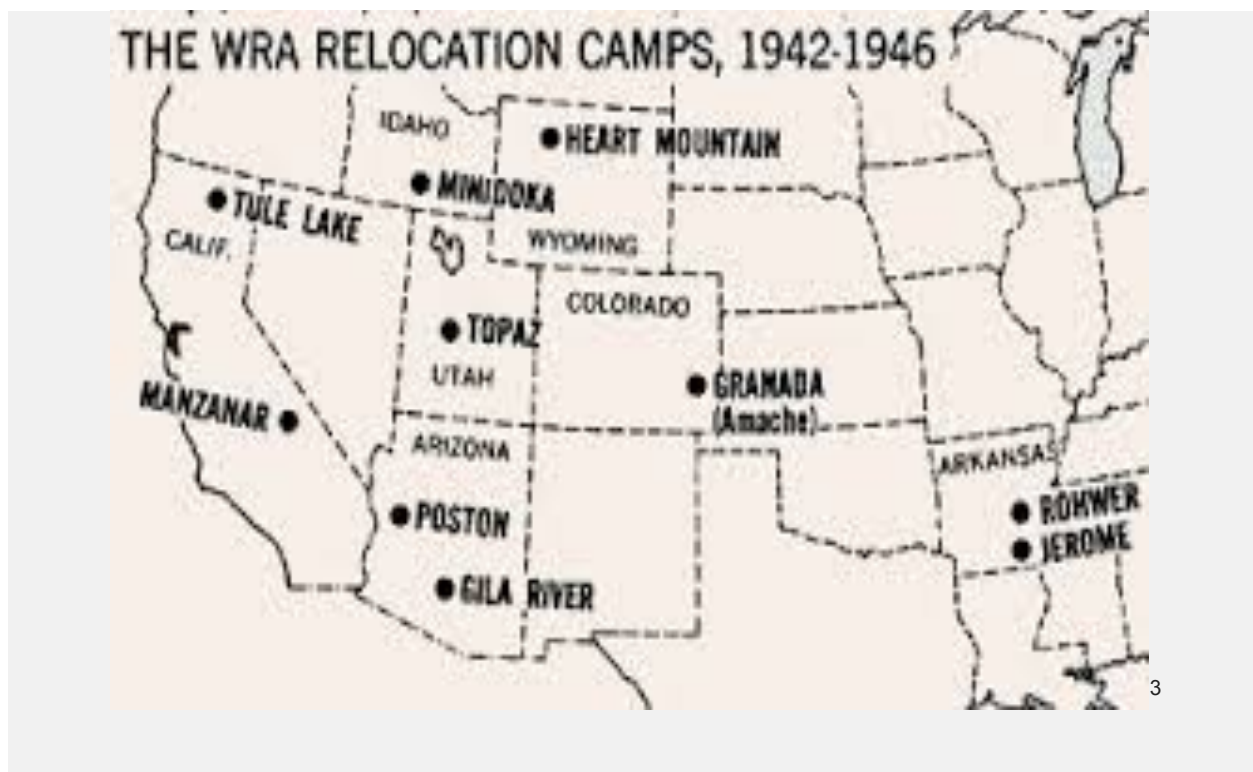 THE WRA RELOCATION CAMPS, 1942-1946
IDAHO
HEART MOUNTAIN
MINIDOKA
TULE LAKE
CALIF.
WYOMING
COLORADO
TOPAZ
UTAH
GRANADA
(Amache)
MANZANAR
ARIZONA
ARKANSAS
POSTON
ROHWER
JEROME
GILA RIVER
3